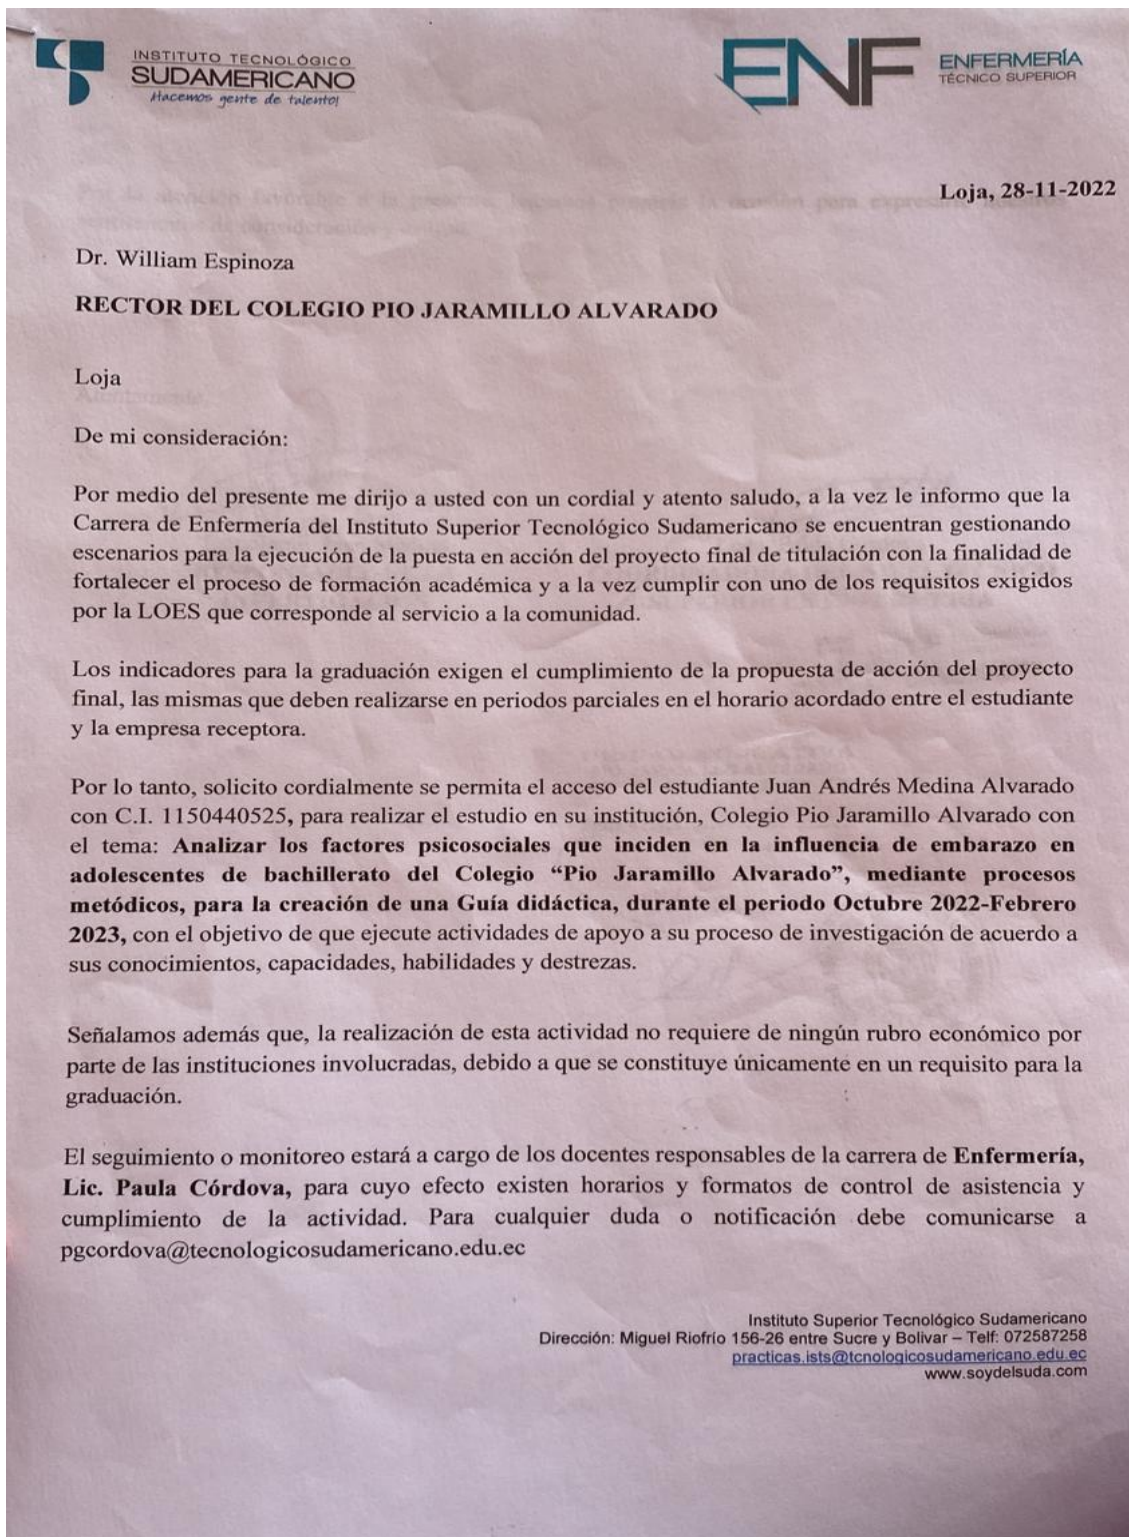 INSTITUTO TECNOLÓGICO
SUDAMERICANO
Hacemos gente de talento!
ENF
ENFERMERÍA
TÉCNICO SUPERIOR
Loja, 28-11-2022
Dr. William Espinoza
RECTOR DEL COLEGIO PIO JARAMILLO ALVARADO
Loja
De mi consideración:
Por medio del presente me dirijo a usted con un cordial y atento saludo, a la vez le informo que la
Carrera de Enfermería del Instituto Superior Tecnológico Sudamericano se encuentran gestionando
escenarios para la ejecución de la puesta en acción del proyecto final de titulación con la finalidad de
fortalecer el proceso de formación académica y a la vez cumplir con uno de los requisitos exigidos
por la LOES que corresponde al servicio a la comunidad.
Los indicadores para la graduación exigen el cumplimiento de la propuesta de acción del proyecto
final, las mismas que deben realizarse en periodos parciales en el horario acordado entre el estudiante
y la empresa receptora.
Por lo tanto, solicito cordialmente se permita el acceso del estudiante Juan Andrés Medina Alvarado
con C.I. 1150440525, para realizar el estudio en su institución, Colegio Pio Jaramillo Alvarado con
el tema: Analizar los factores psicosociales que inciden en la influencia de embarazo en
adolescentes de bachillerato del Colegio “Pio Jaramillo Alvarado”, mediante procesos
metódicos, para la creación de una Guía didáctica, durante el periodo Octubre 2022-Febrero
2023, con el objetivo de que ejecute actividades de apoyo a su proceso de investigación de acuerdo a
sus conocimientos, capacidades, habilidades y destrezas.
Señalamos además que, la realización de esta actividad no requiere de ningún rubro económico por
parte de las instituciones involucradas, debido a que se constituye únicamente en un requisito para la
graduación.
El seguimiento o monitoreo estará a cargo de los docentes responsables de la carrera de Enfermería,
Lic. Paula Córdova, para cuyo efecto existen horarios y formatos de control de asistencia y
cumplimiento de la actividad. Para cualquier duda o notificación debe comunicarse a
pgcordova@tecnologicosudamericano.edu.ec
Instituto Superior Tecnológico Sudamericano
Dirección: Miguel Riofrío 156-26 entre Sucre y Bolivar – Telf: 072587258
practicas.ists@tcnologicosudamericano.edu.ec
www.soydelsuda.com